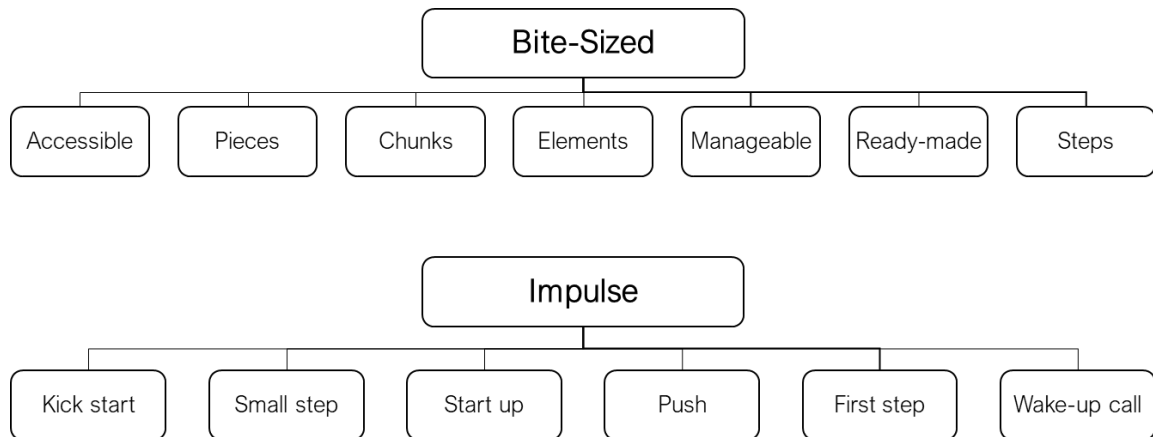 Bite-Sized
Accessible
Pieces
Chunks
Elements
Manageable
Ready-made
Steps
Impulse
Kick start
Small step
Start up
Push
First step
Wake-up call